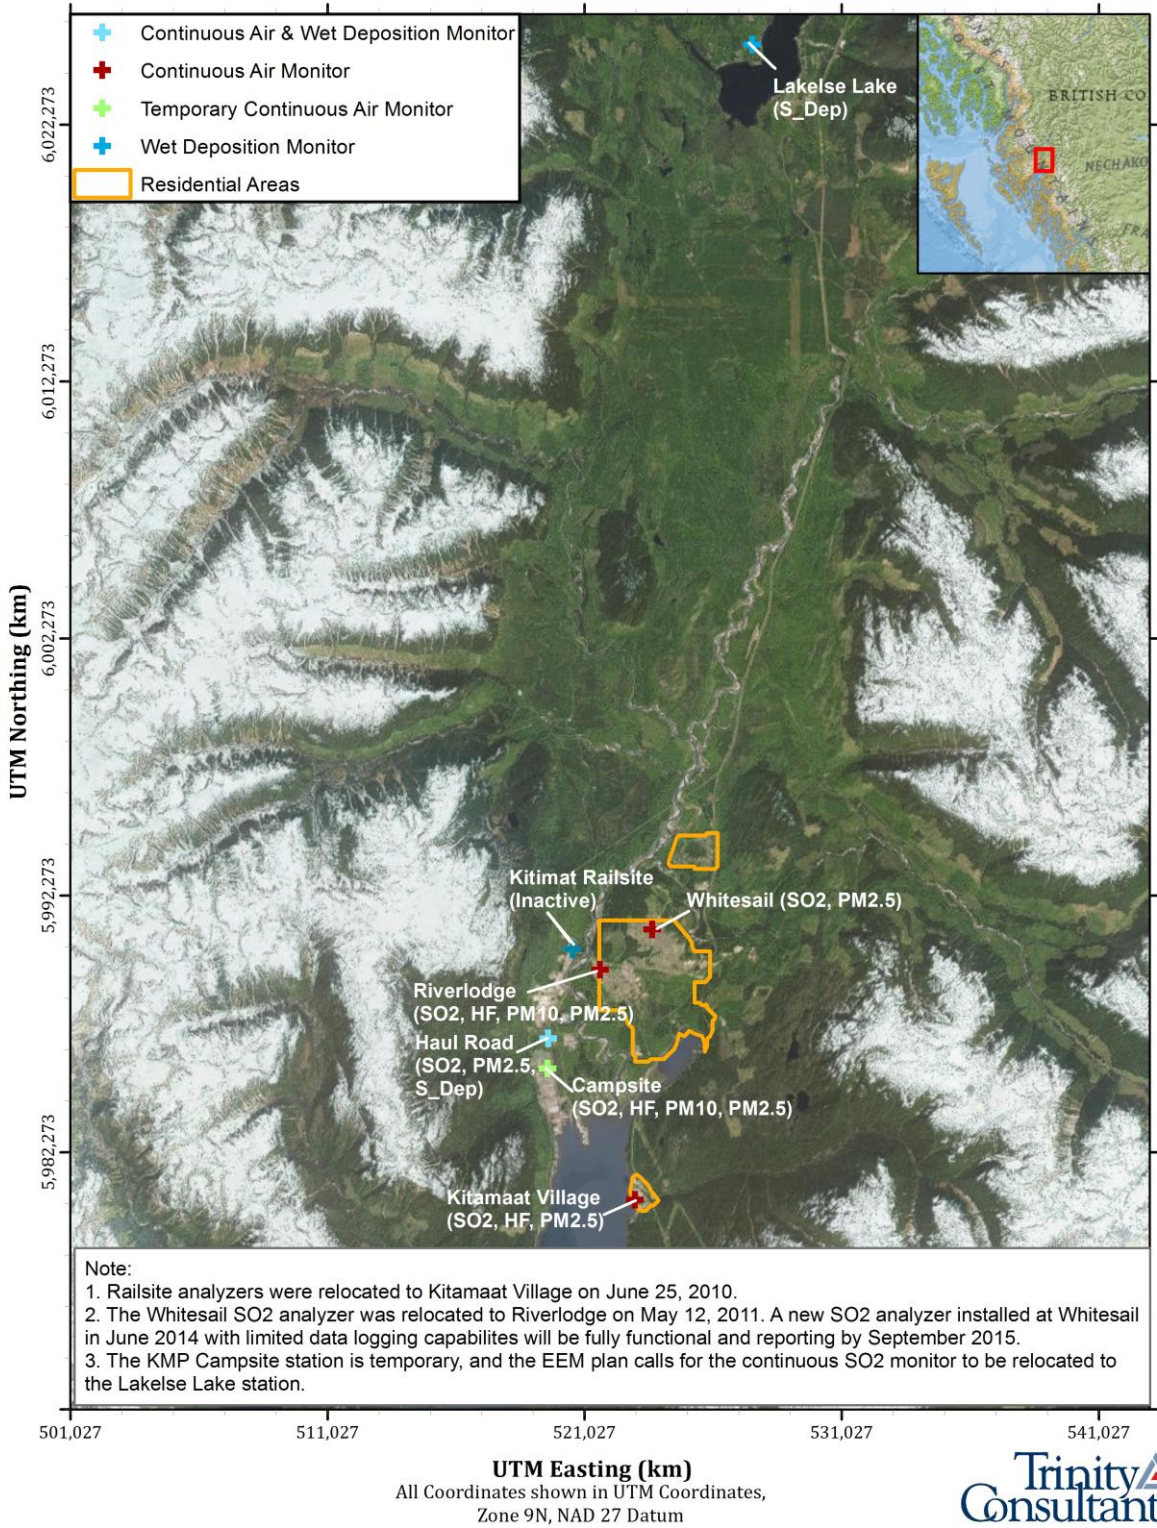 Continuous Air & Wet Deposition Monitor
Continuous Air Monitor
Temporary Continuous Air Monitor
Wet Deposition Monitor
Residential Areas
Lakelse Lake
(S_Dep)
BRITISH CO
NECHAKO
FRA
6,022,273
6,012,273
6,002,273
5,992,273
5,982,273
UTM Northing (km)
Kitimat Railsite
(Inactive)
Whitesail (SO2, PM2.5)
Riverlodge
(SO2, HF, PM10, PM2.5)
Haul Road
(SO2, PM2.5,
S_Dep)
Campsite
(SO2, HF, PM10, PM2.5)
Kitamaat Village
(SO2, HF, PM2.5)
Note:
1. Railsite analyzers were relocated to Kitamaat Village on June 25, 2010.
2. The Whitesail SO2 analyzer was relocated to Riverlodge on May 12, 2011. A new SO2 analyzer installed at Whitesail
in June 2014 with limited data logging capabilites will be fully functional and reporting by September 2015.
3. The KMP Campsite station is temporary, and the EEM plan calls for the continuous SO2 monitor to be relocated to
the Lakelse Lake station.
501,027
511,027
521,027
531,027
541,027
UTM Easting (km)
All Coordinates shown in UTM Coordinates,
Zone 9N, NAD 27 Datum
Trinity
Consultant